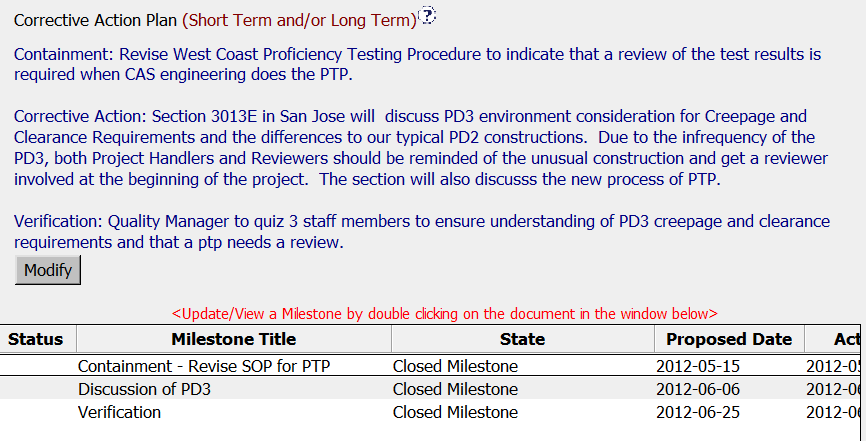 Corrective Action Plan (Short Term and/or Long Term) ?
Containment: Revise West Coast Proficiency Testing Procedure to indicate that a review of the test results is
required when CAS engineering does the PTP.
Corrective Action: Section 3013E in San Jose will  discuss PD3 environment consideration for Creepage and
Clearance Requirements and the differences to our typical PD2 constructions.  Due to the infrequency of the
PD3, both Project Handlers and Reviewers should be reminded of the unusual construction and get a reviewer
involved at the beginning of the project.  The section will also discusss the new process of PTP.
Verification: Quality Manager to quiz 3 staff members to ensure understanding of PD3 creepage and clearance
requirements and that a ptp needs a review.
Modify
<Update/View a Milestone by double clicking on the document in the window below>
Status Milestone Title State Proposed Date Act
Containment - Revise SOP for PTP Closed Milestone 2012-05-15 2012-05
Discussion of PD3 Closed Milestone 2012-06-06 2012-06
Verification Closed Milestone 2012-06-25 2012-06